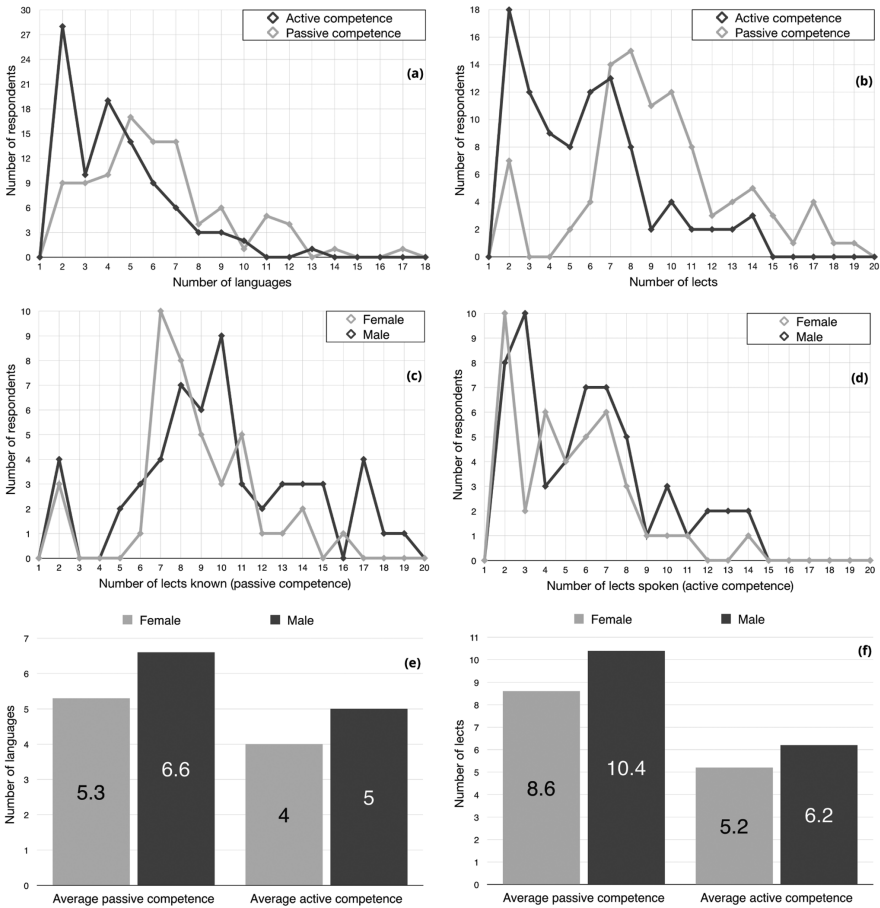 Active competence
Passive competence
(a)
Number of respondents
30
27
24
21
18
15
12
9
6
3
0
1 2 3 4 5 6 7 8 9 10 11 12 13 14 15 16 17 18
Number of languages
Active competence
Passive competence
(b)
Number of respondents
18
16
14
12
10
8
6
4
2
0
1 2 3 4 5 6 7 8 9 10 11 12 13 14 15 16 17 18 19 20
Number of lects
Female
Male
(c)
Number of respondents
10
9
8
7
6
5
4
3
2
1
0
1 2 3 4 5 6 7 8 9 10 11 12 13 14 15 16 17 18 19 20
Number of lects known (passive competence)
Female
Male
(d)
Number of respondents
10
9
8
7
6
5
4
3
2
1
0
1 2 3 4 5 6 7 8 9 10 11 12 13 14 15 16 17 18 19 20
Number of lects spoken (active competence)
Female Male
(e)
Number of languages
7
6
5
4
3
2
1
0
5.3 6.6 4 5
Average passive competence Average active competence
Female Male
(f)
Number of lects
11
10
9
8
7
6
5
4
3
2
1
0
8.6 10.4 5.2 6.2
Average passive competence Average active competence